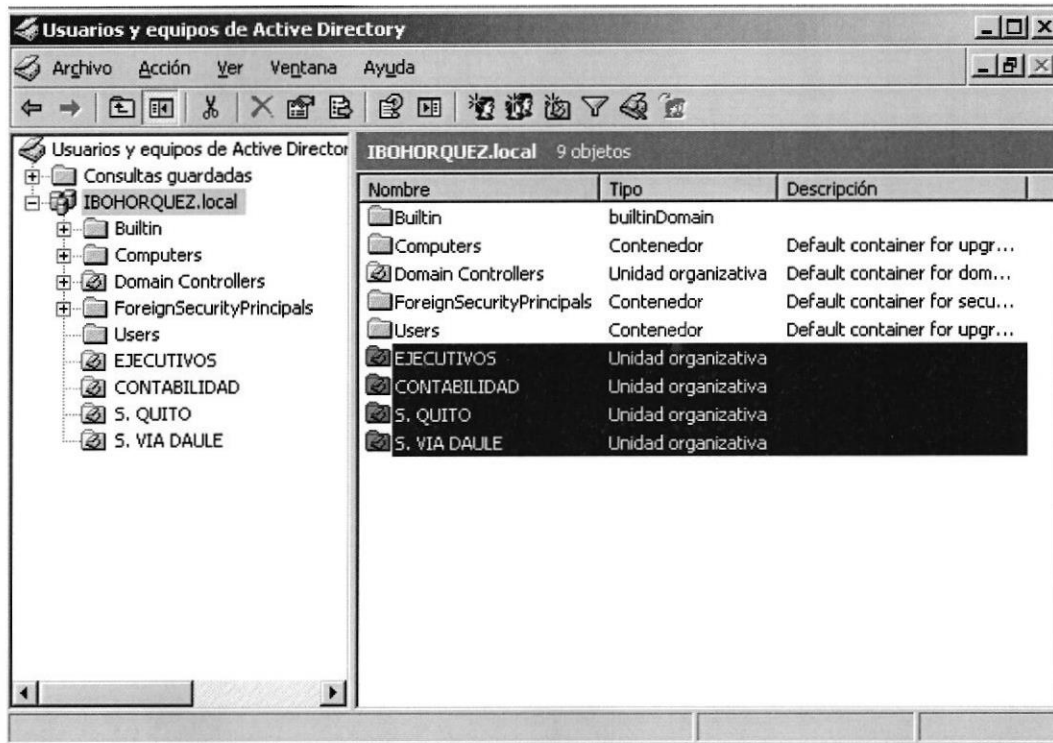 Usuarios y equipos de Active Directory
Archivo Acción Ver Ventana Ayuda
Usuarios y equipos de Active Director
Consultas guardadas
IBOHORQUEZ.local
Builtin
Computers
Domain Controllers
ForeignSecurityPrincipals
Users
EJECUTIVOS
CONTABILIDAD
S. QUITO
S. VIA DAULE
IBOHORQUEZ.local 9 objetos
Nombre Tipo Descripción
Builtin builtinDomain
Computers Contenedor Default container for upgr...
Domain Controllers Unidad organizativa Default container for dom...
ForeignSecurityPrincipals Contenedor Default container for secu...
Users Contenedor Default container for upgr...
EJECUTIVOS Unidad organizativa
CONTABILIDAD Unidad organizativa
S. QUITO Unidad organizativa
S. VIA DAULE Unidad organizativa